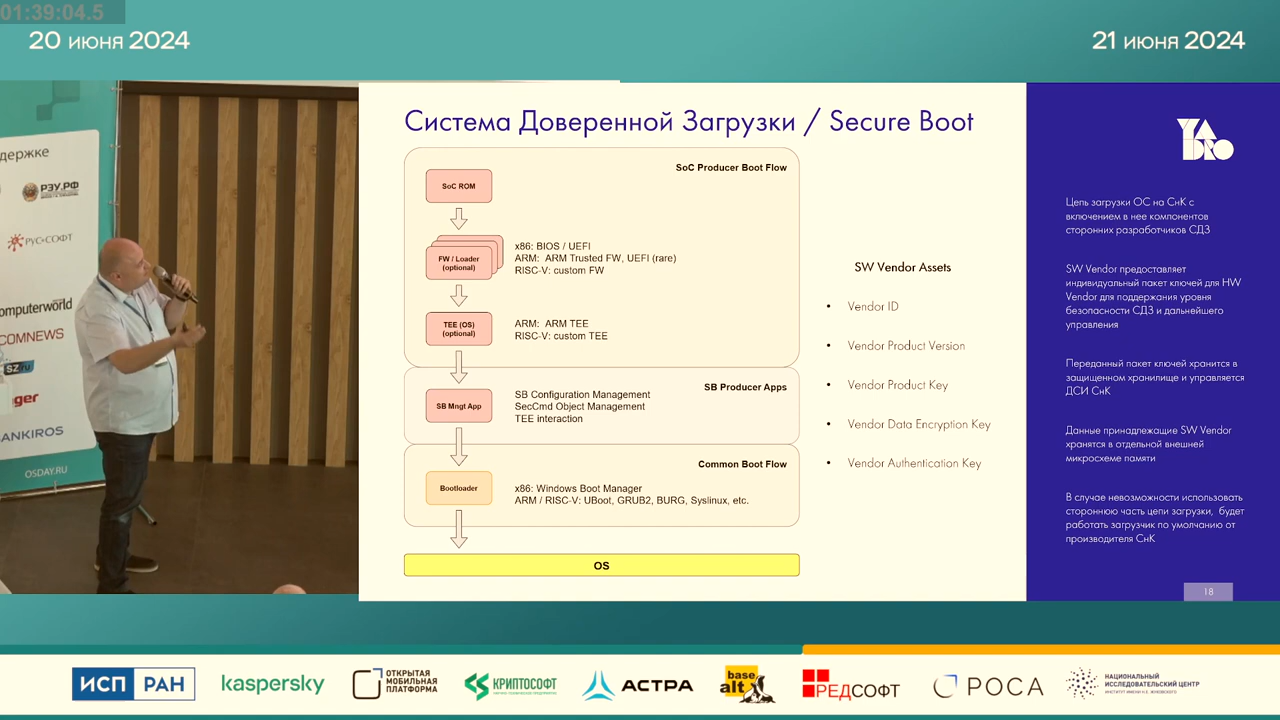 01:39:04.5
20 июня 2024
21 июня 2024
держке
РЭУ.РФ
РУССОФТ
omputerworld
COMNEWS
SZ.ru
ger
BANKIROS
OSDAY.RU
Система Доверенной Загрузки / Secure Boot
SoC Producer Boot Flow
SoC ROM
FW / Loader
(optional)
x86: BIOS / UEFI
ARM: ARM Trusted FW, UEFI (rare)
RISC-V: custom FW
TEE (OS)
(optional)
ARM: ARM TEE
RISC-V: custom TEE
SB Producer Apps
SB Mngt App
SB Configuration Management
SecCmd Object Management
TEE interaction
Common Boot Flow
Bootloader
x86: Windows Boot Manager
ARM / RISC-V: UBoot, GRUB2, BURG, Syslinux, etc.
OS
SW Vendor Assets
• Vendor ID
• Vendor Product Version
• Vendor Product Key
• Vendor Data Encryption Key
• Vendor Authentication Key
YADRO
Цепь загрузки ОС на СнК с
включением в нее компонентов
сторонних разработчиков СДЗ
SW Vendor предоставляет
индивидуальный пакет ключей для HW
Vendor для поддержания уровня
безопасности СДЗ и дальнейшего
управления
Переданный пакет ключей хранится в
защищенном хранилище и управляется
ДСИ СнК
Данные принадлежащие SW Vendor
хранятся в отдельной внешней
микросхеме памяти
В случае невозможности использовать
стороннюю часть цепи загрузки, будет
работать загрузчик по умолчанию от
производителя СнК
18
ИСП РАН
kaspersky
ОТКРЫТАЯ
МОБИЛЬНАЯ
ПЛАТФОРМА
КРИПТОСОФТ
АСТРА
base
alt
РЕДСОФТ
РОСА
НАЦИОНАЛЬНЫЙ
ИССЛЕДОВАТЕЛЬСКИЙ ЦЕНТР